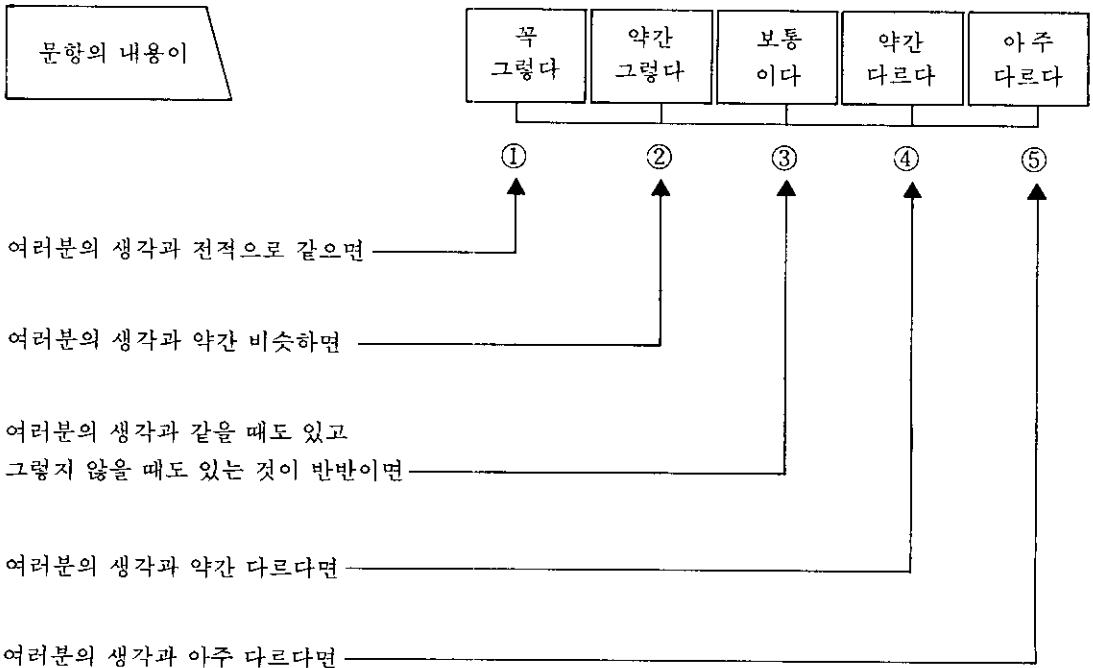 문항의 내용이
꼭
그렇다
약간
그렇다
보통
이다
약간
다르다
아주
다르다
① ② ③ ④ ⑤
여러분의 생각과 전적으로 같으면
여러분의 생각과 약간 비슷하면
여러분의 생각과 같을 때도 있고
그렇지 않을 때도 있는 것이 반반이면
여러분의 생각과 약간 다르다면
여러분의 생각과 아주 다르다면